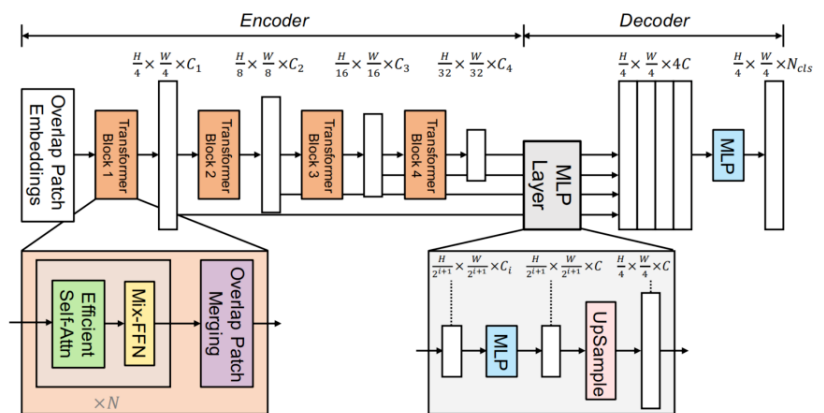 Encoder
Decoder
H/4 × W/4 × C₁
H/8 × W/8 × C₂
H/16 × W/16 × C₃
H/32 × W/32 × C₄
H/4 × W/4 × 4C
H/4 × W/4 × N_cls
Overlap Patch
Embeddings
Transformer
Block 1
Transformer
Block 2
Transformer
Block 3
Transformer
Block 4
MLP
Layer
MLP
Efficient
Self-Attn
Mix-FFN
×N
Overlap Patch
Merging
H/2^{i+1} × W/2^{i+1} × C_i
H/2^{i+1} × W/2^{i+1} × C
H/4 × W/4 × C
MLP
UpSample